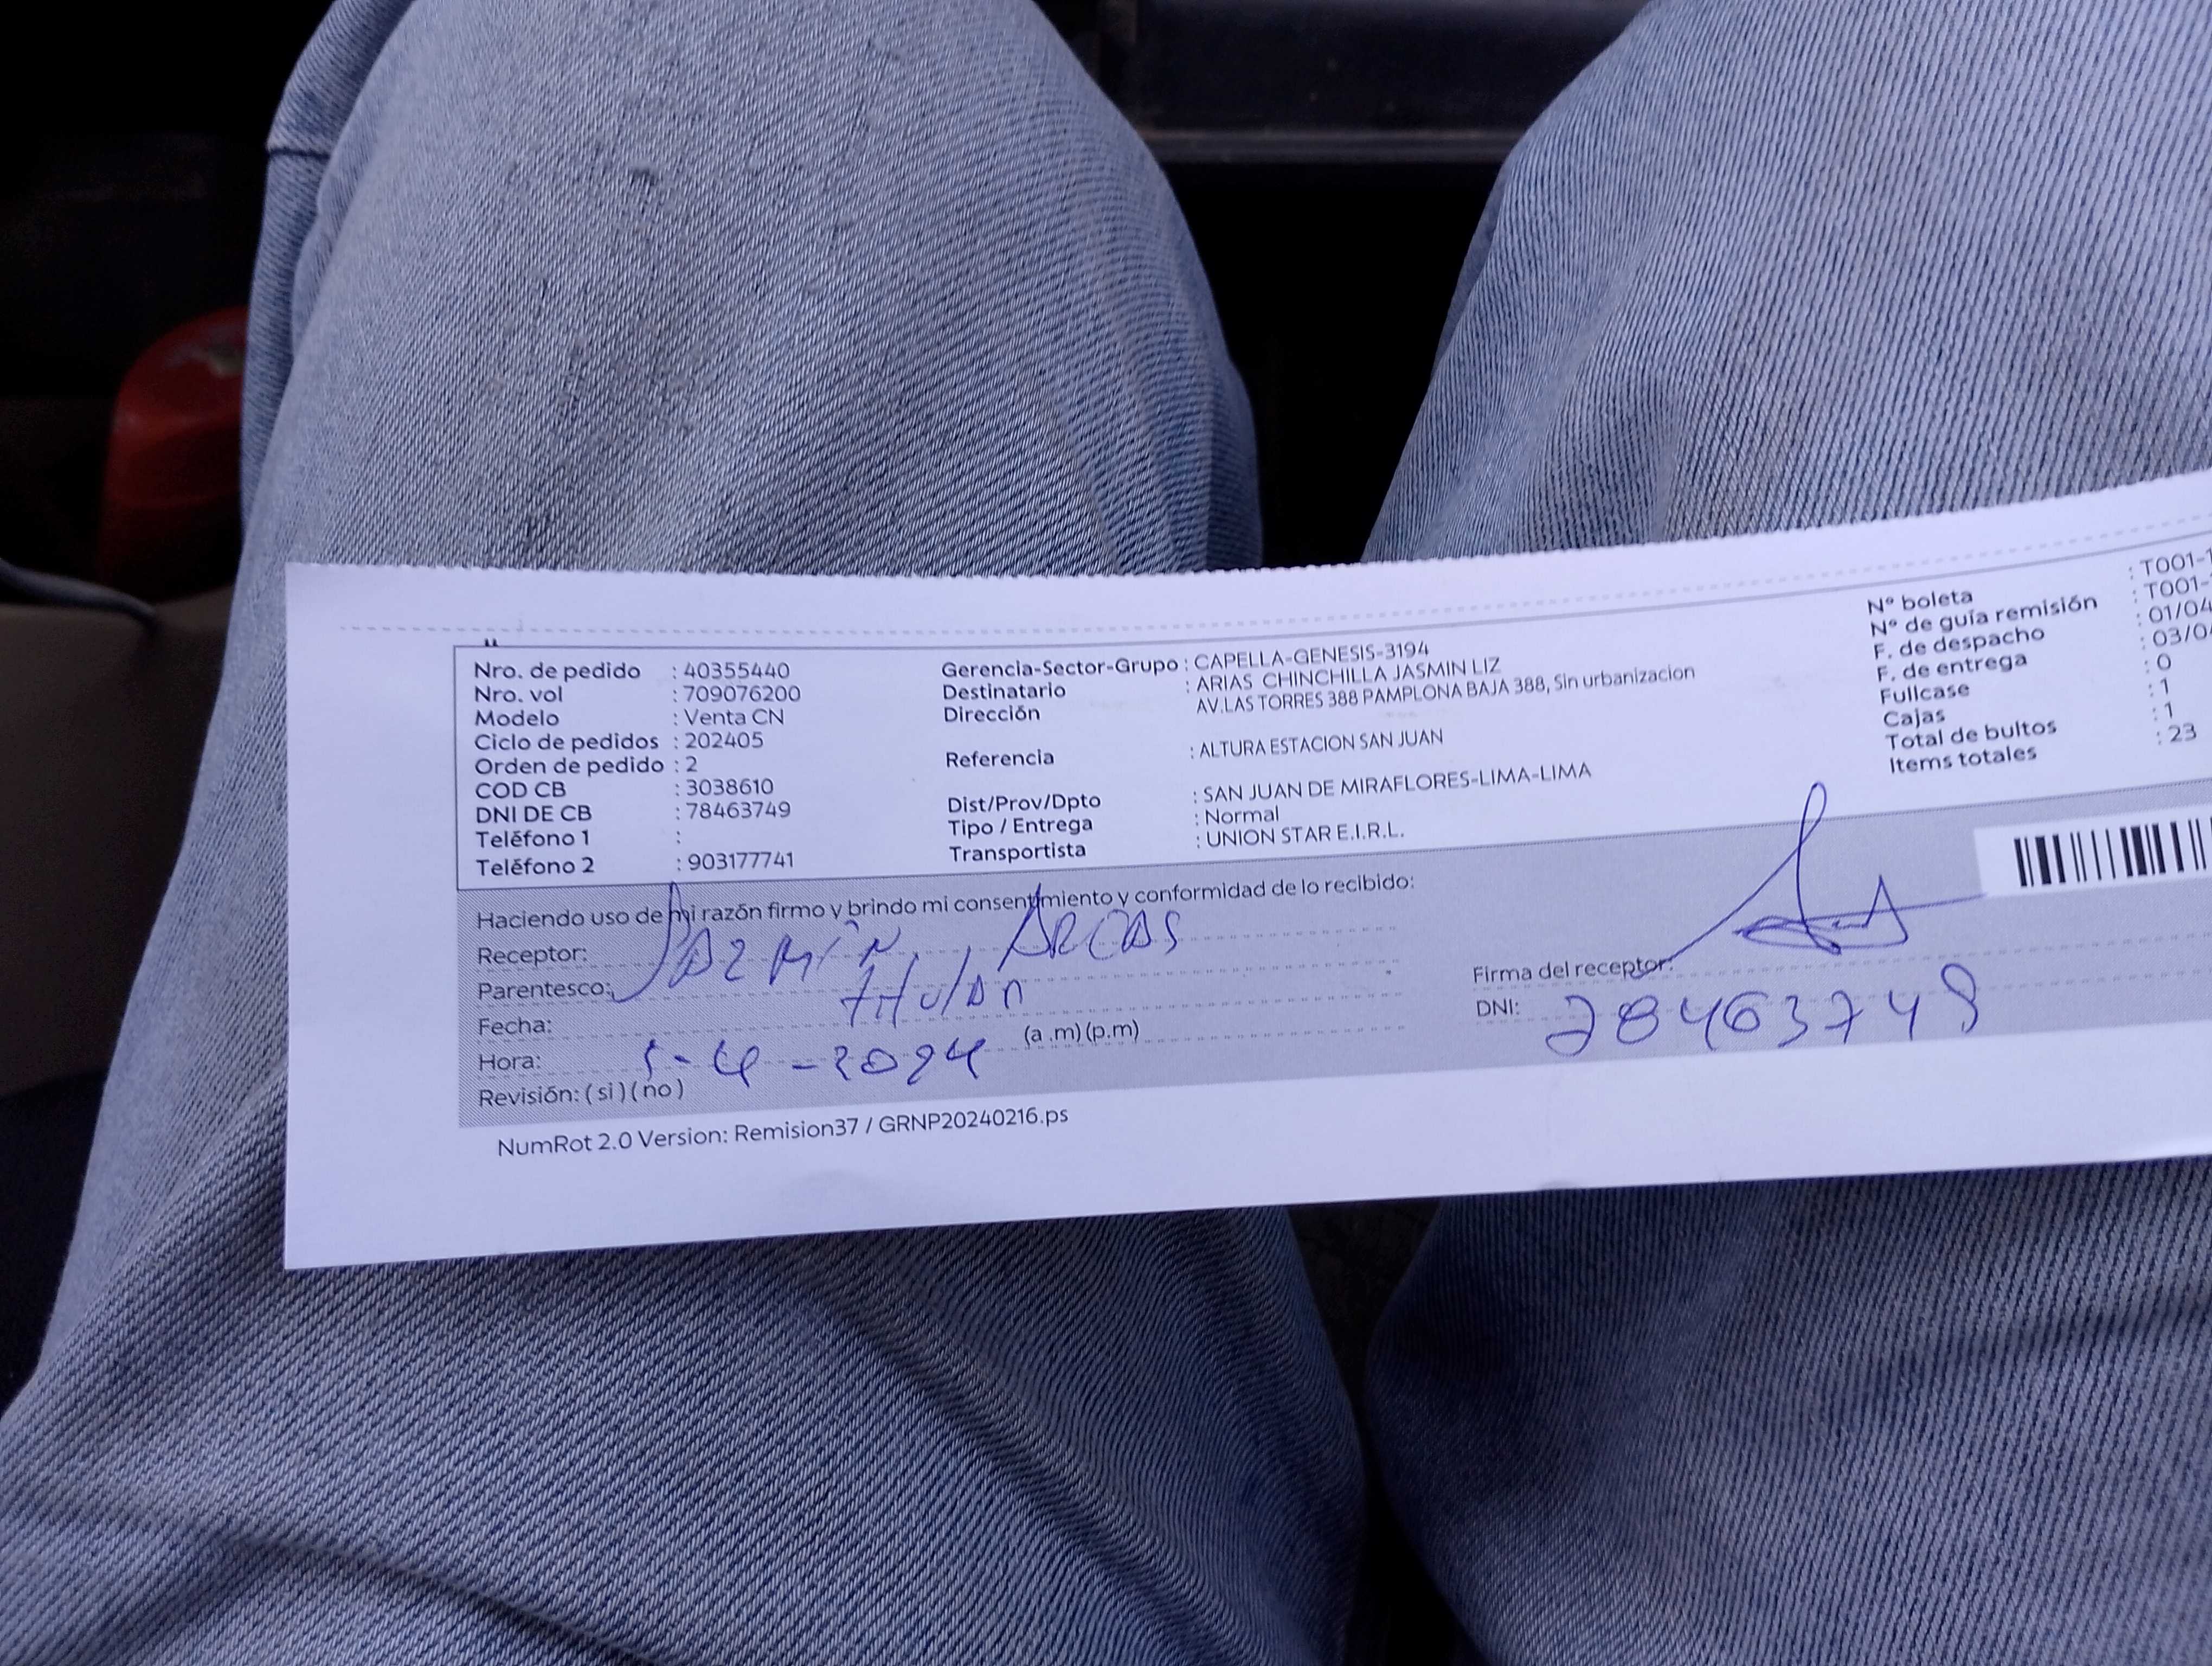 Nro. de pedido : 40355440
Nro. vol : 709076200
Modelo : Venta CN
Ciclo de pedidos : 202405
Orden de pedido : 2
COD CB : 3038610
DNI DE CB : 78463749
Teléfono 1 :
Teléfono 2 : 903177741
Gerencia-Sector-Grupo : CAPELLA-GENESIS-3194
Destinatario : ARIAS CHINCHILLA JASMIN LIZ
Dirección AV.LAS TORRES 388 PAMPLONA BAJA 388, Sin urbanizacion
Referencia : ALTURA ESTACION SAN JUAN
Dist/Prov/Dpto : SAN JUAN DE MIRAFLORES-LIMA-LIMA
Tipo / Entrega : Normal
Transportista : UNION STAR E.I.R.L.
N° boleta : T001-1
N° de guía remisión : T001-
F. de despacho : 01/04
F. de entrega : 03/0
Fullcase : 0
Cajas : 1
Total de bultos : 1
Items totales : 23
Haciendo uso de mi razón firmo y brindo mi consentimiento y conformidad de lo recibido:
Receptor: Jazmín
Parentesco: titular
Fecha:
Hora: 5-4-2024 (a .m) (p.m)
Revisión: ( si ) ( no )
Firma del receptor:
DNI: 78463749
NumRot 2.0 Version: Remision37 / GRNP20240216.ps